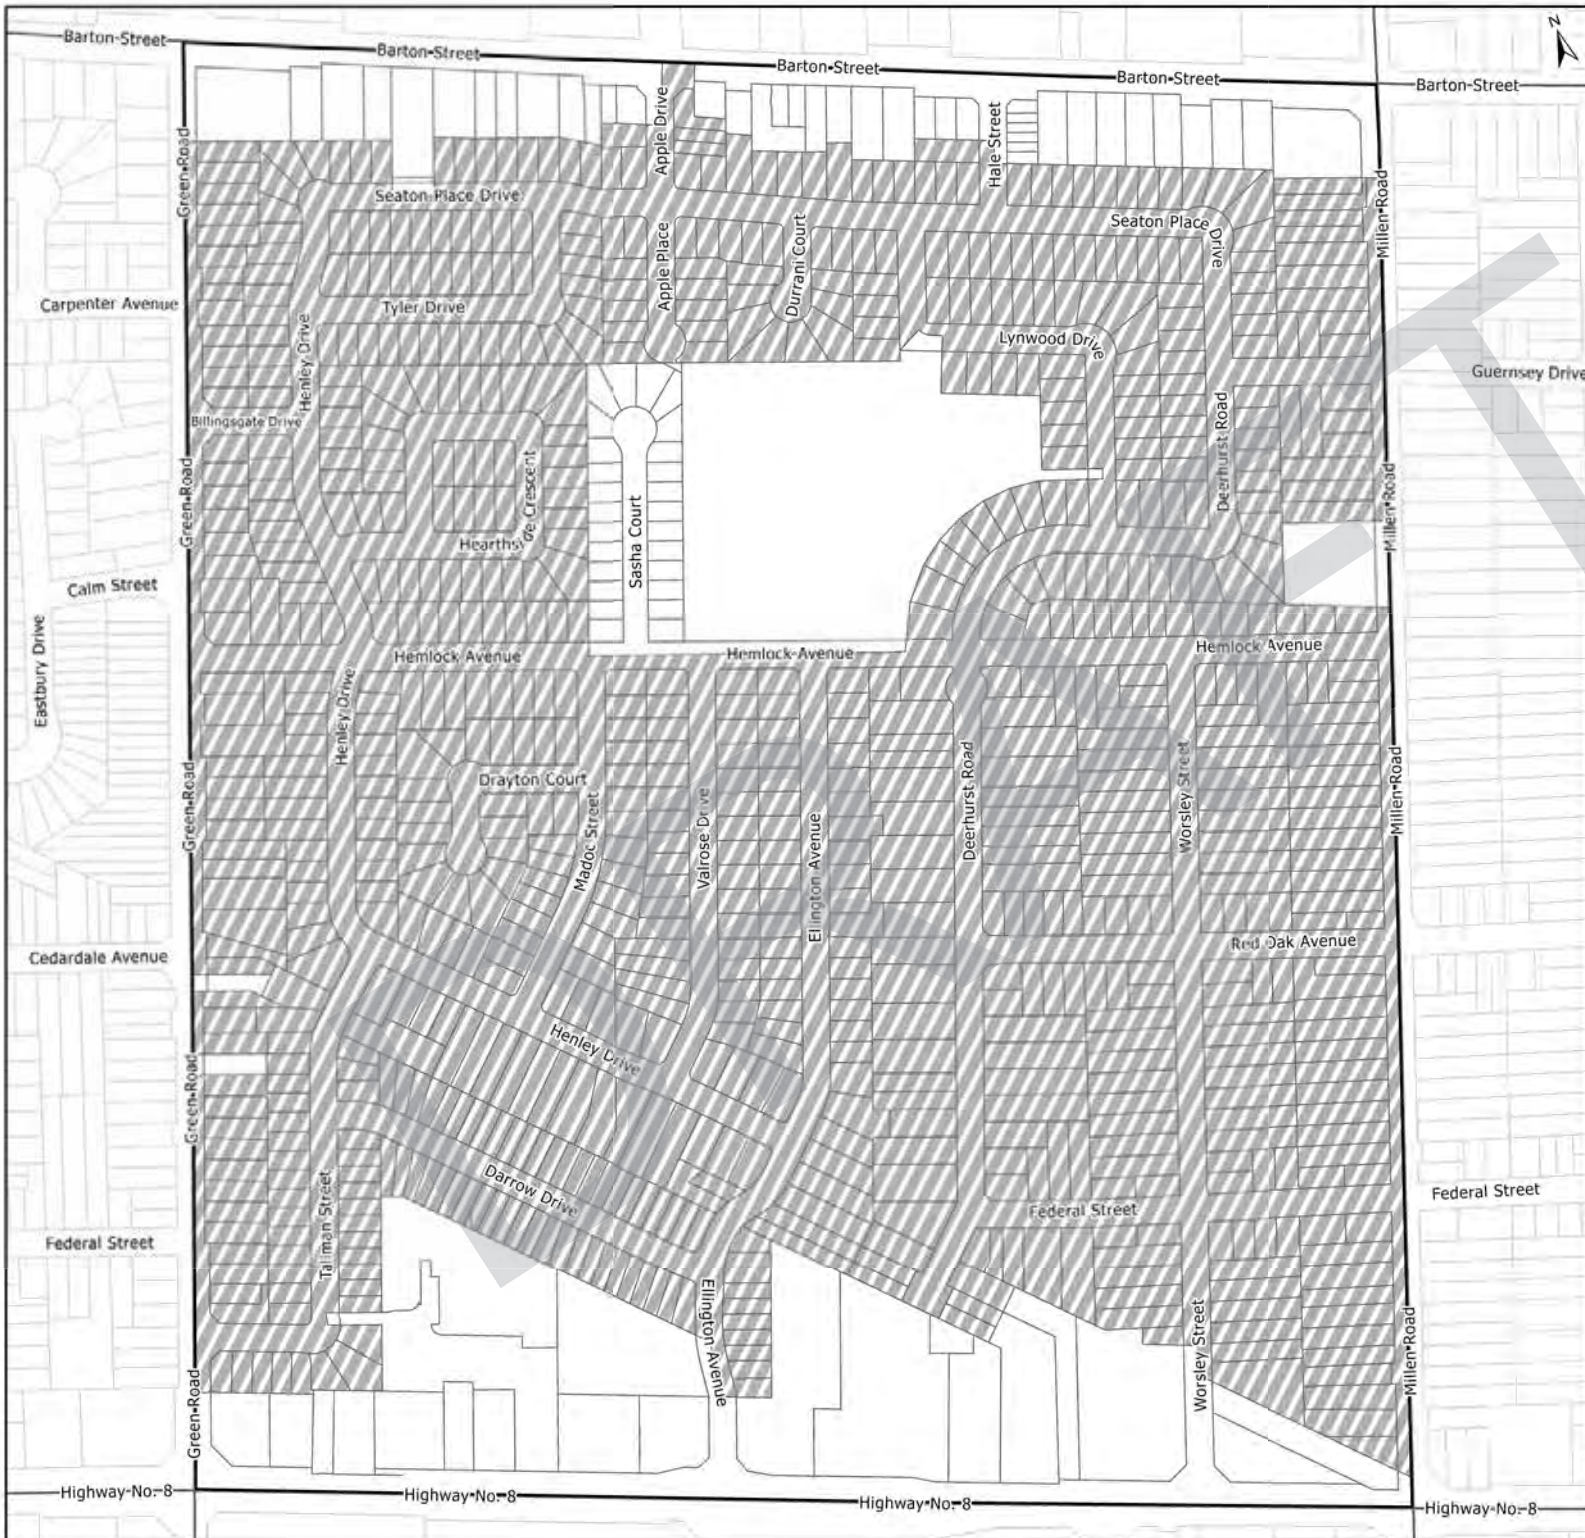 Barton Street
Barton Street
Barton Street
Barton Street
Barton Street
N
Green Road
Apple Drive
Hale Street
Millen Road
Seaton Place Drive
Seaton Place Drive
Apple Place
Durrani Court
Carpenter Avenue
Tyler Drive
Henley Drive
Lynwood Drive
Guernsey Drive
Billingsgate Drive
Deerhurst Road
Green Road
Sasha Court
Millen Road
Calm Street
Eastbury Drive
Hemlock Avenue
Hemlock Avenue
Hemlock Avenue
Henley Drive
Drayton Court
Madoc Street
Valrose Drive
Ellington Avenue
Deerhurst Road
Worsley Street
Millen Road
Green Road
Cedardale Avenue
Red Oak Avenue
Henley Drive
Green Road
Darrow Drive
Talman Street
Federal Street
Federal Street
Federal Street
Ellington Avenue
Worsley Street
Millen Road
Green Road
Highway No. 8
Highway No. 8
Highway No. 8
Highway No. 8